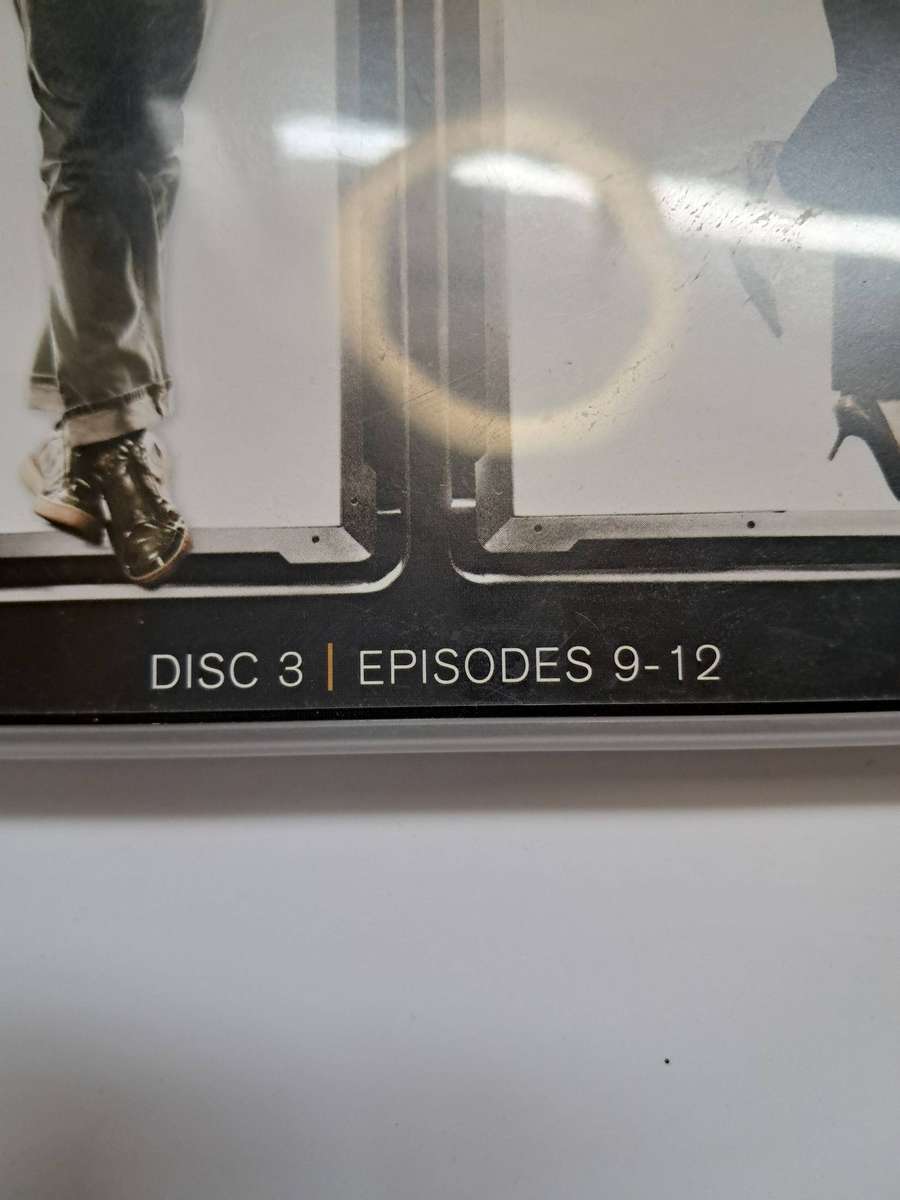 DISC 3 | EPISODES 9-12